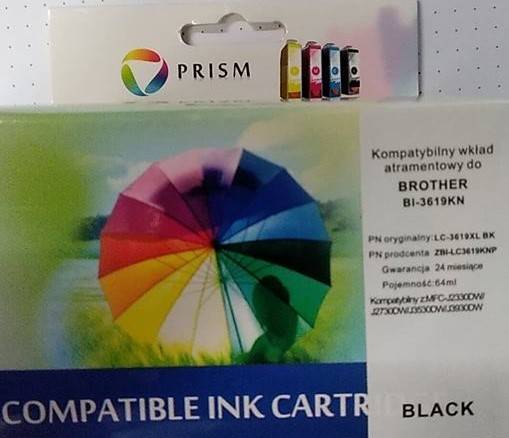 PRISM
Kompatybilny wkład
atramentowy do
BROTHER
BI-3619KN
PN oryginalny:LC-3619XL BK
PN prodcenta ZBI-LC3619KNP
Gwarancja 24 miesiące
Pojemność:64ml
Kompatybilny z:MFC-J2330DW/
J2730DW/J3530DW/J3930DW
COMPATIBLE INK CARTRI
BLACK